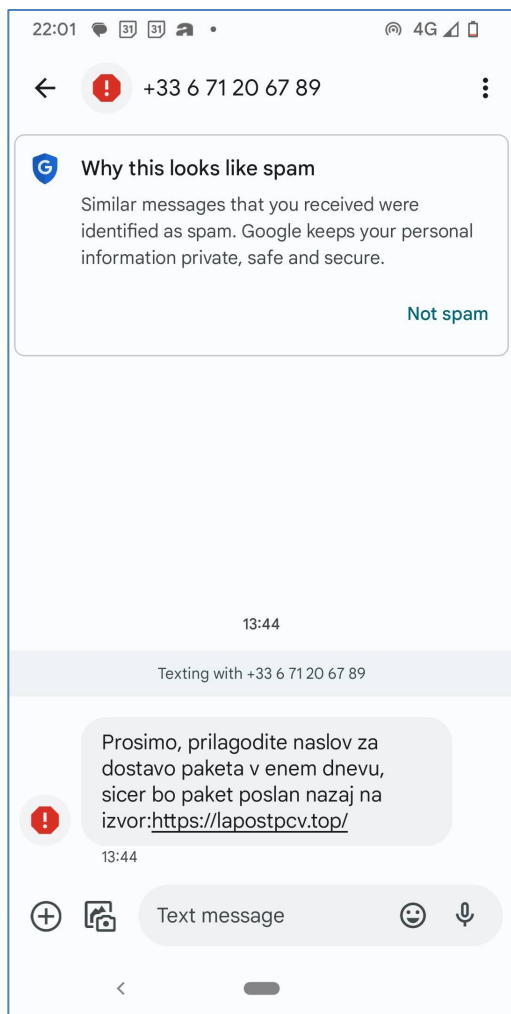 22:01 31 31 4G
+33 6 71 20 67 89
G
Why this looks like spam
Similar messages that you received were
identified as spam. Google keeps your personal
information private, safe and secure.
Not spam
13:44
Texting with +33 6 71 20 67 89
Prosimo, prilagodite naslov za
dostavo paketa v enem dnevu,
sicer bo paket poslan nazaj na
izvor:https://lapostpcv.top/
13:44
Text message